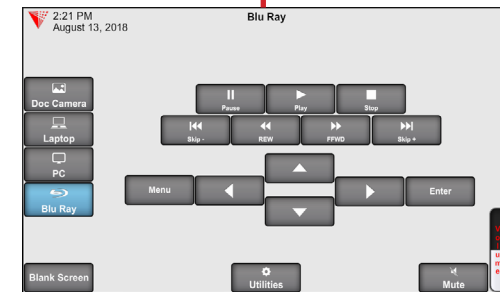 2:21 PM
August 13, 2018
Blu Ray
Doc Camera
Laptop
PC
Blu Ray
Pause
Play
Stop
Skip -
REW
FFWD
Skip +
Menu
Enter
Blank Screen
Utilities
Mute